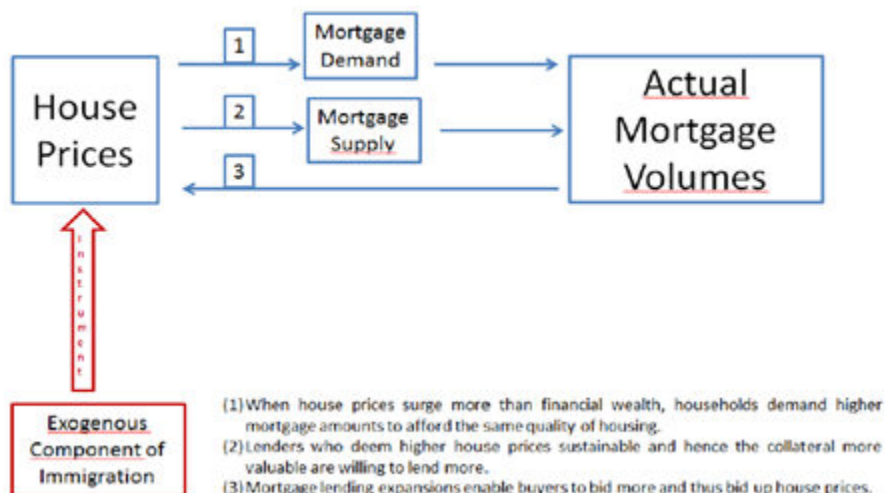 1
Mortgage
Demand
House
Prices
2
Mortgage
Supply
3
Actual
Mortgage
Volumes
Instrument
Exogenous
Component of
Immigration
(1)When house prices surge more than financial wealth, households demand higher
mortgage amounts to afford the same quality of housing.
(2)Lenders who deem higher house prices sustainable and hence the collateral more
valuable are willing to lend more.
(3)Mortgage lending expansions enable buyers to bid more and thus bid up house prices.